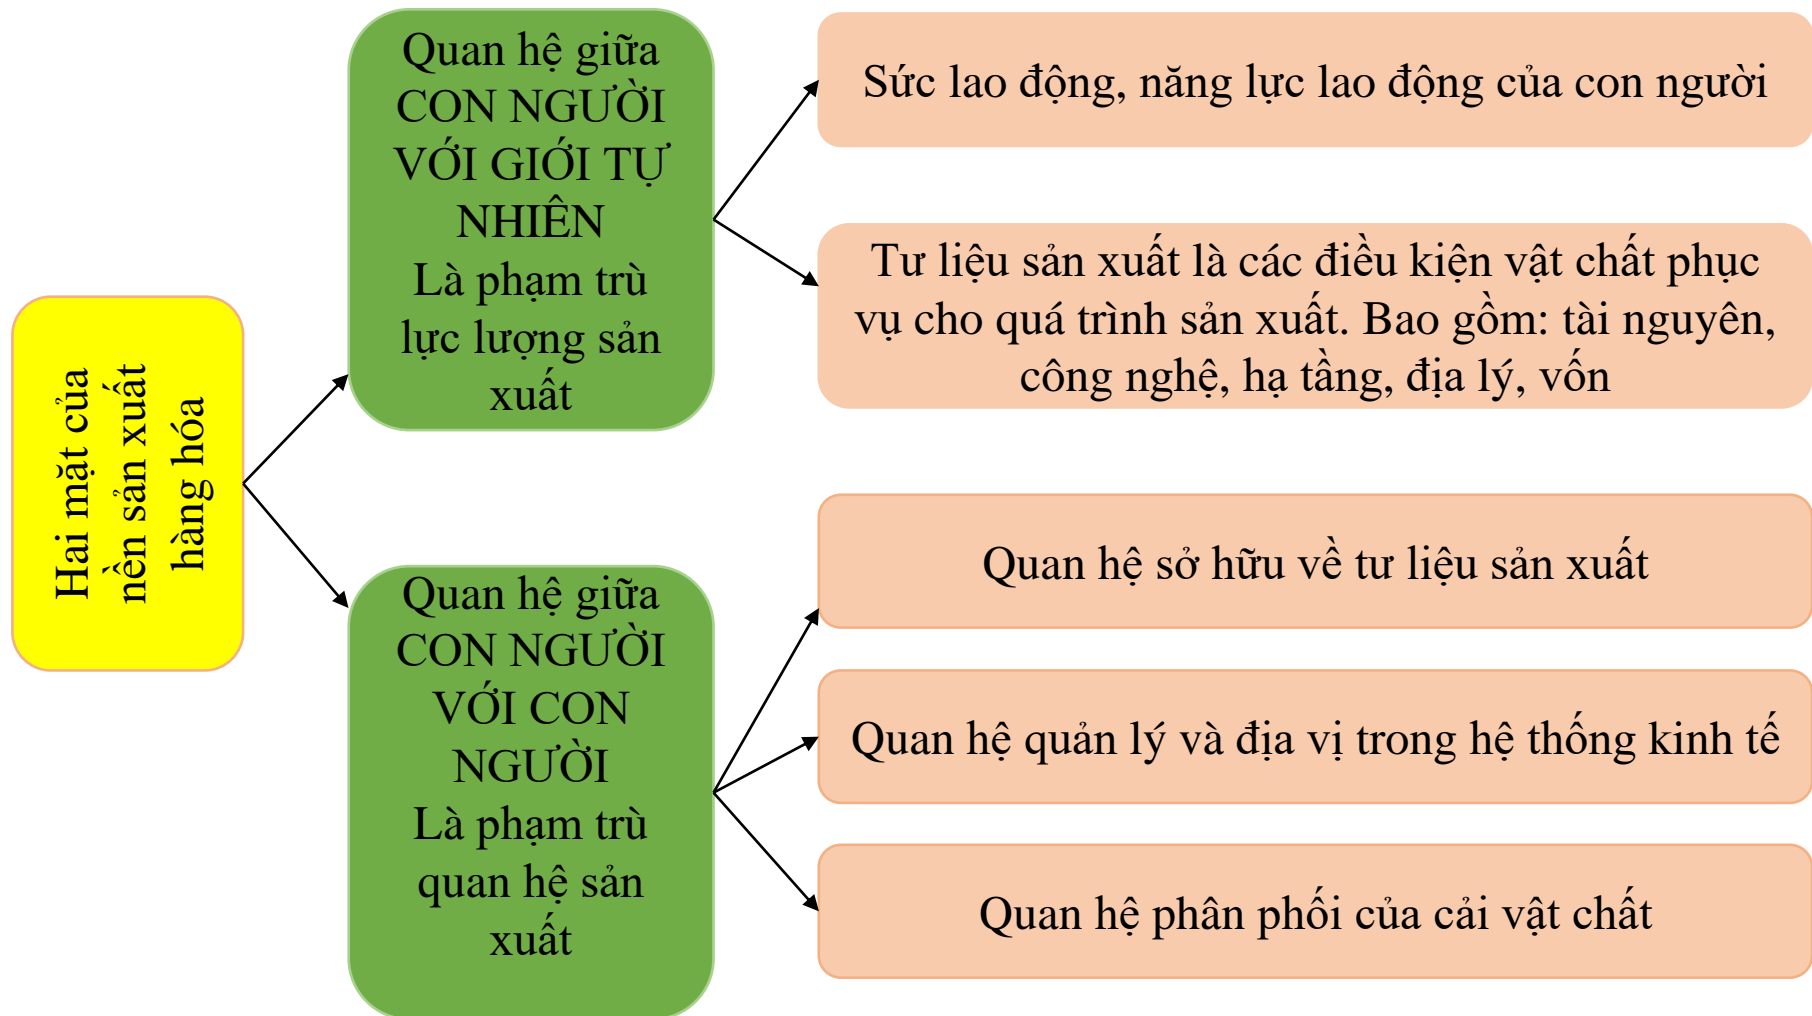 Hai mặt của
nền sản xuất
hàng hóa
Quan hệ giữa
CON NGƯỜI
VỚI GIỚI TỰ
NHIÊN
Là phạm trù
lực lượng sản
xuất
Sức lao động, năng lực lao động của con người
Tư liệu sản xuất là các điều kiện vật chất phục
vụ cho quá trình sản xuất. Bao gồm: tài nguyên,
công nghệ, hạ tầng, địa lý, vốn
Quan hệ giữa
CON NGƯỜI
VỚI CON
NGƯỜI
Là phạm trù
quan hệ sản
xuất
Quan hệ sở hữu về tư liệu sản xuất
Quan hệ quản lý và địa vị trong hệ thống kinh tế
Quan hệ phân phối của cải vật chất